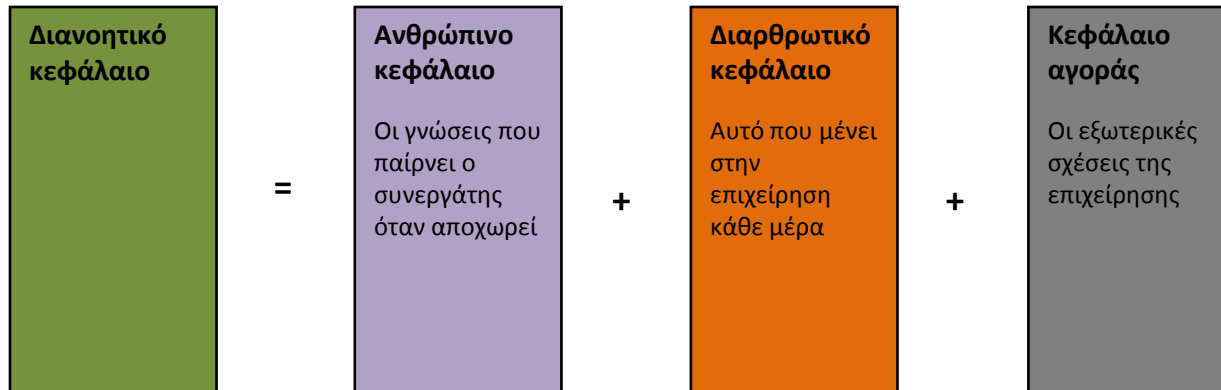 Διανοητικό
κεφάλαιο
=
Ανθρώπινο
κεφάλαιο
Οι γνώσεις που
παίρνει ο
συνεργάτης
όταν αποχωρεί
+
Διαρθρωτικό
κεφάλαιο
Αυτό που μένει
στην
επιχείρηση
κάθε μέρα
+
Κεφάλαιο
αγοράς
Οι εξωτερικές
σχέσεις της
επιχείρησης